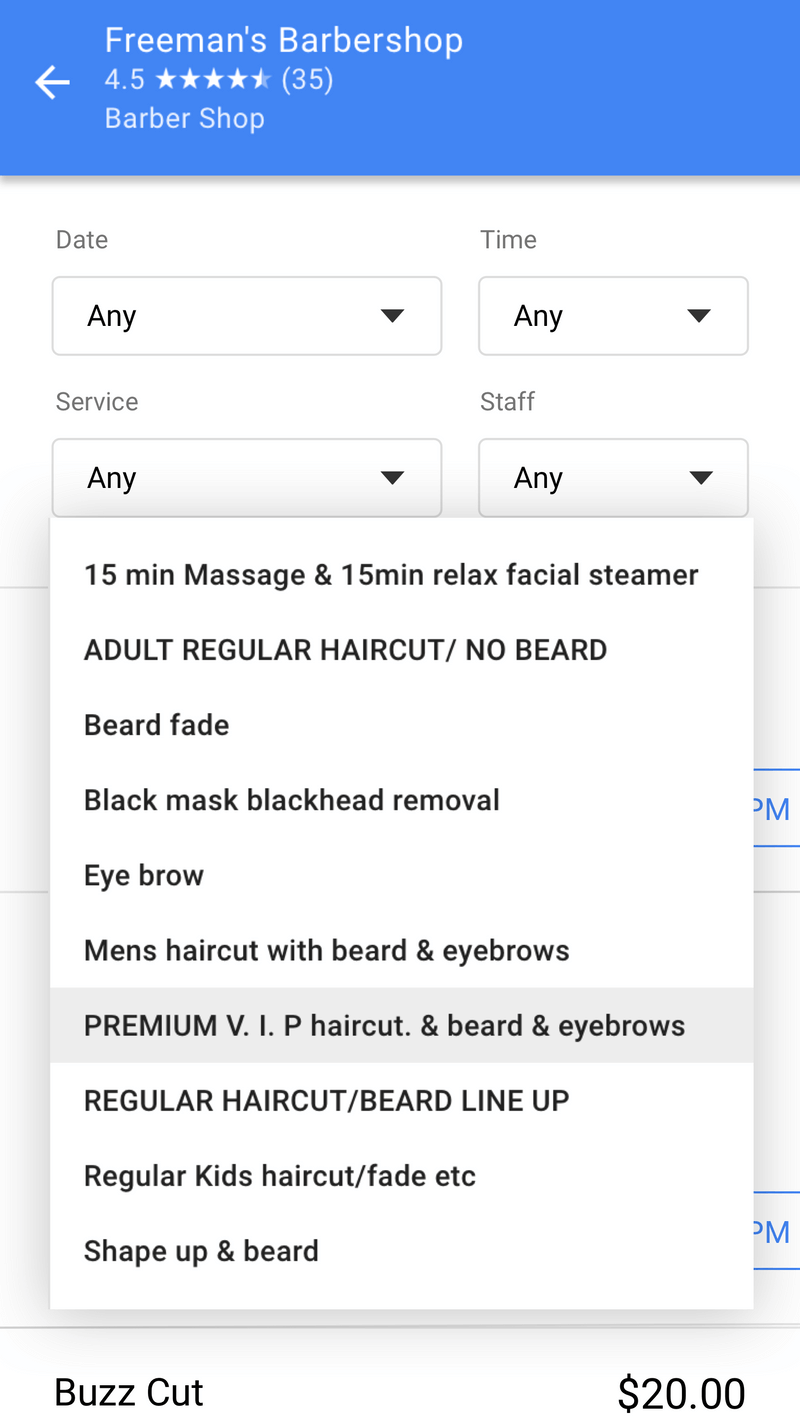 Freeman's Barbershop
4.5 ★★★★★ (35)
Barber Shop
Date Time
Any Any
Service Staff
Any Any
15 min Massage & 15min relax facial steamer
ADULT REGULAR HAIRCUT/ NO BEARD
Beard fade
Black mask blackhead removal
PM
Eye brow
Mens haircut with beard & eyebrows
PREMIUM V. I. P haircut. & beard & eyebrows
REGULAR HAIRCUT/BEARD LINE UP
Regular Kids haircut/fade etc
PM
Shape up & beard
Buzz Cut $20.00